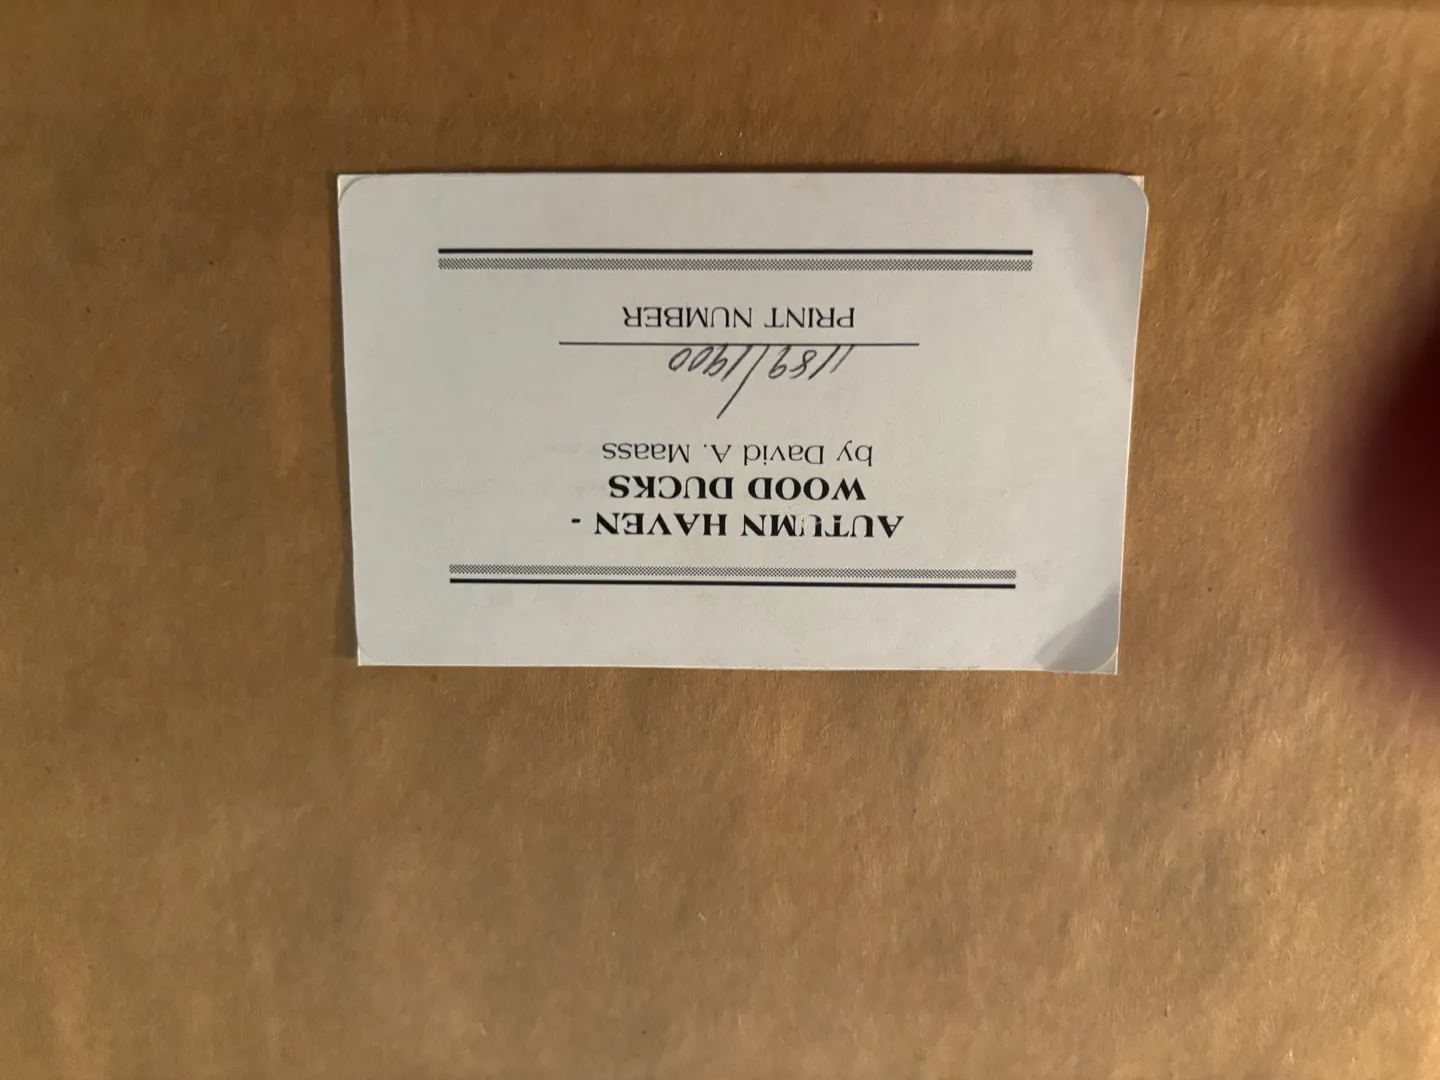 AUTUMN HAVEN -
WOOD DUCKS
by David A. Maass
1189/1900
PRINT NUMBER